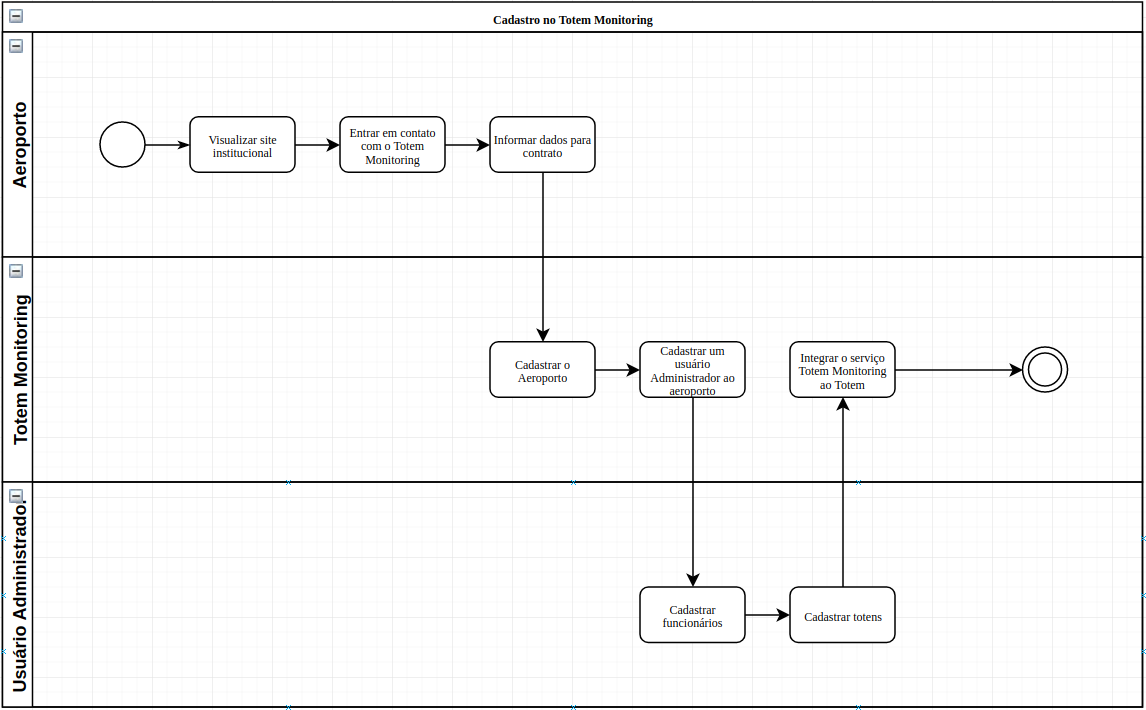 Cadastro no Totem Monitoring
Aeroporto
Visualizar site
institucional
Entrar em contato
com o Totem
Monitoring
Informar dados para
contrato
Totem Monitoring
Cadastrar o
Aeroporto
Cadastrar um
usuário
Administrador ao
aeroporto
Integrar o serviço
Totem Monitoring
ao Totem
Usuário Administrador
Cadastrar
funcionários
Cadastrar totens